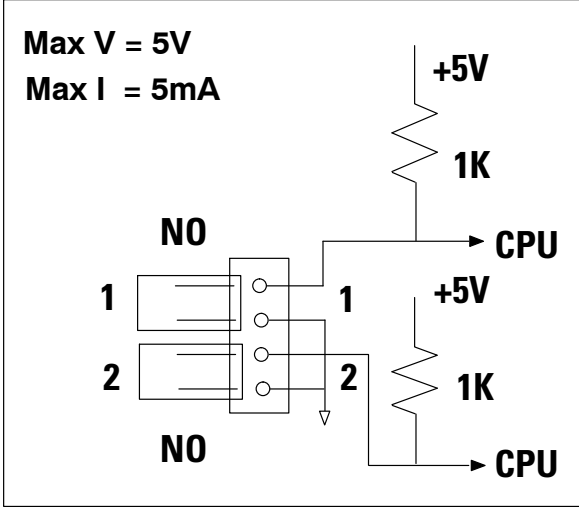 Max V = 5V
Max I = 5mA
+5V
1K
NO
CPU
1
1
+5V
2
2
1K
NO
CPU